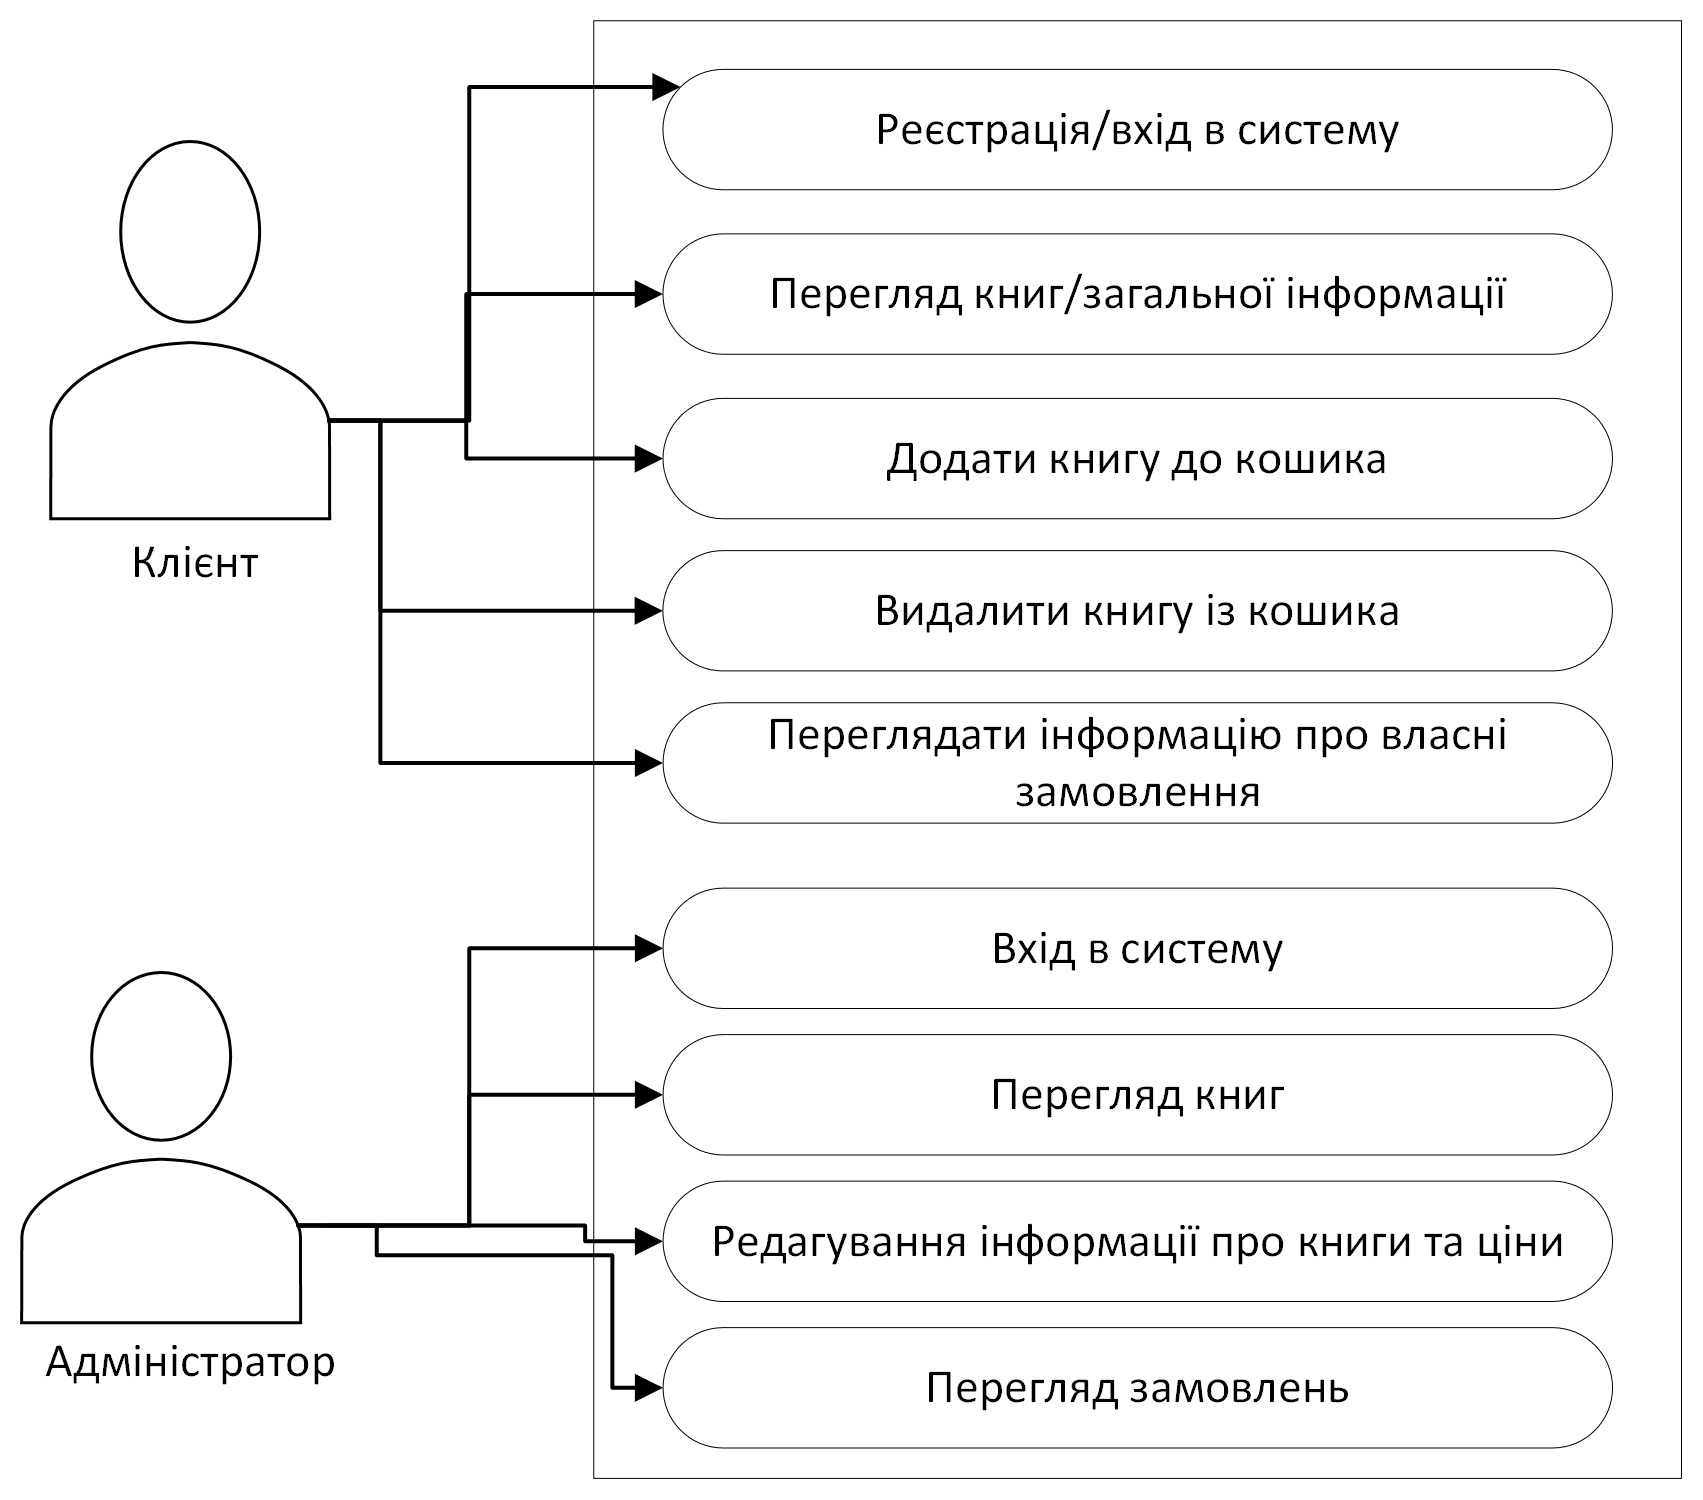 Реєстрація/вхід в систему
Перегляд книг/загальної інформації
Додати книгу до кошика
Клієнт
Видалити книгу із кошика
Переглядати інформацію про власні
замовлення
Вхід в систему
Перегляд книг
Редагування інформації про книги та ціни
Адміністратор
Перегляд замовлень